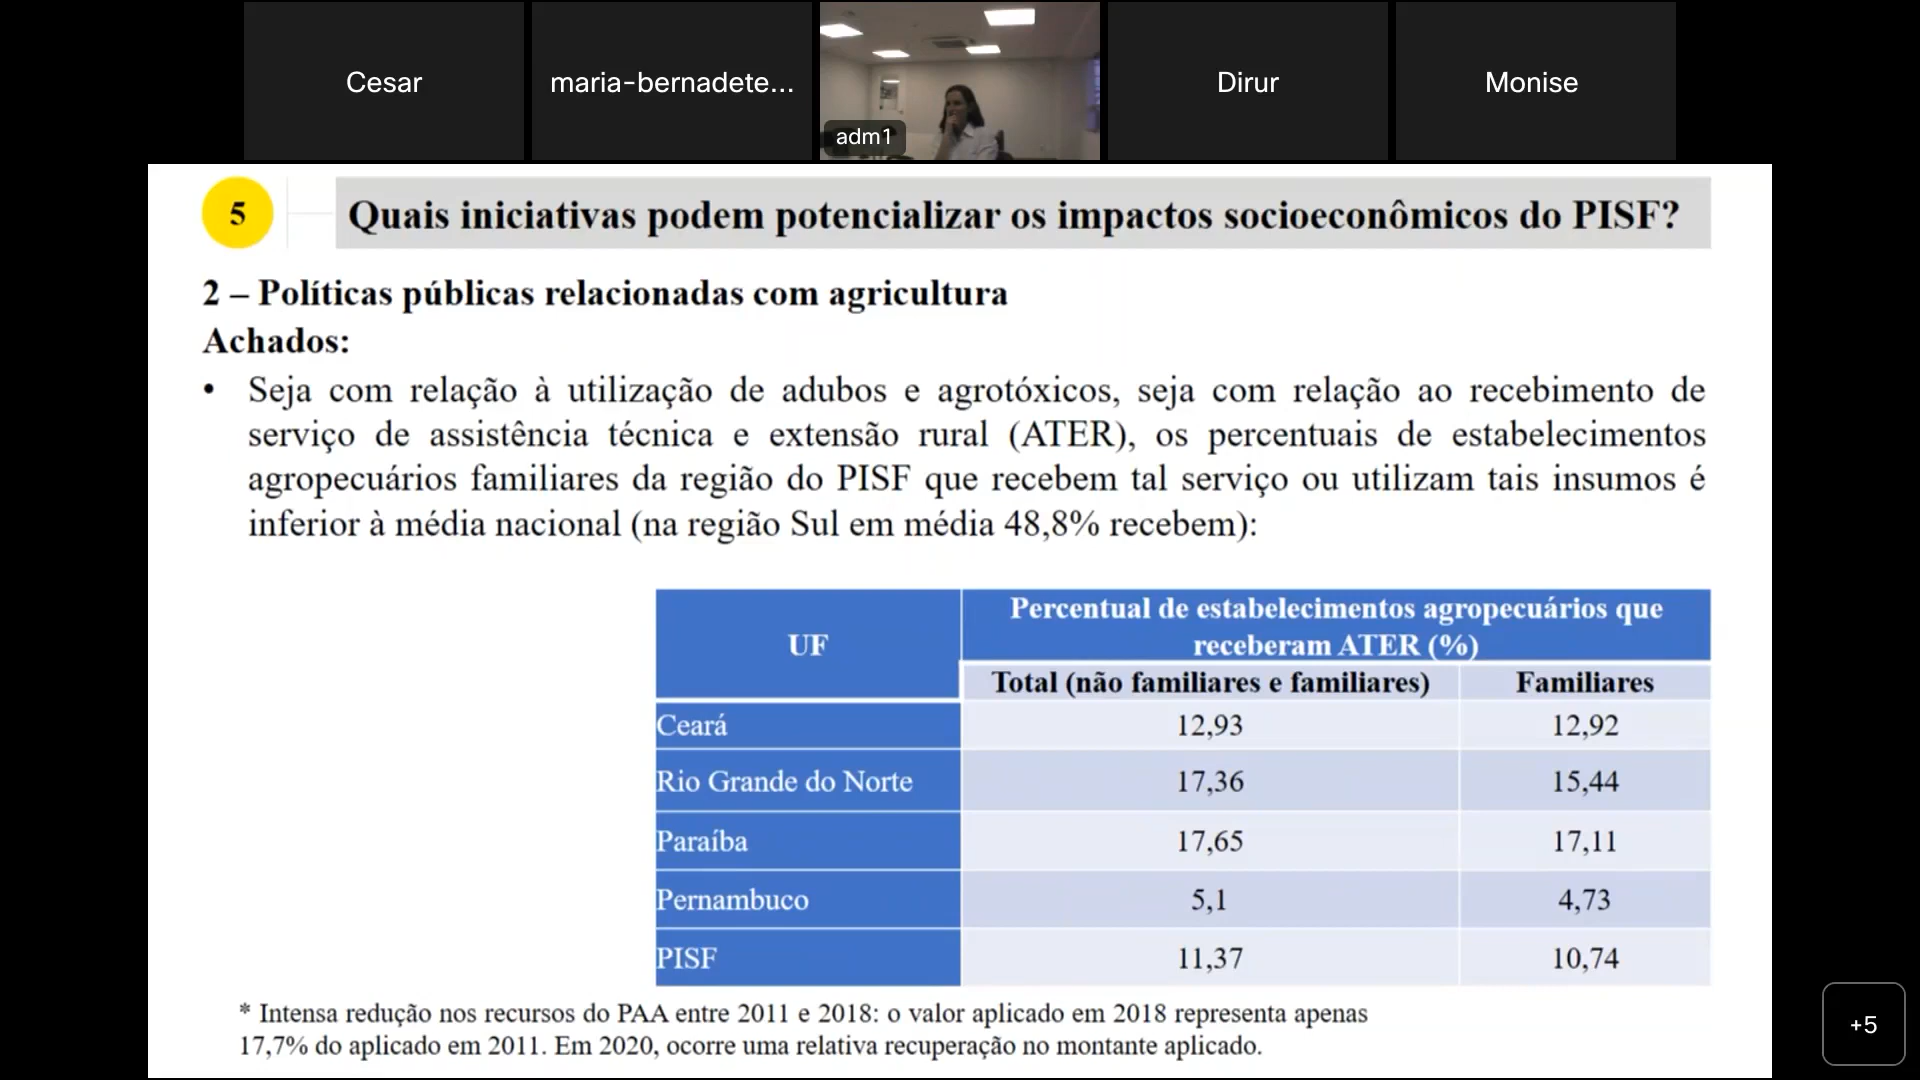 Cesar
maria-bernadete...
adm1
Dirur
Monise
5
Quais iniciativas podem potencializar os impactos socioeconômicos do PISF?
2 – Políticas públicas relacionadas com agricultura
Achados:
• Seja com relação à utilização de adubos e agrotóxicos, seja com relação ao recebimento de
serviço de assistência técnica e extensão rural (ATER), os percentuais de estabelecimentos
agropecuários familiares da região do PISF que recebem tal serviço ou utilizam tais insumos é
inferior à média nacional (na região Sul em média 48,8% recebem):
UF
Percentual de estabelecimentos agropecuários que
receberam ATER (%)
Total (não familiares e familiares) Familiares
Ceará 12,93 12,92
Rio Grande do Norte 17,36 15,44
Paraíba 17,65 17,11
Pernambuco 5,1 4,73
PISF 11,37 10,74
* Intensa redução nos recursos do PAA entre 2011 e 2018: o valor aplicado em 2018 representa apenas
17,7% do aplicado em 2011. Em 2020, ocorre uma relativa recuperação no montante aplicado.
+5